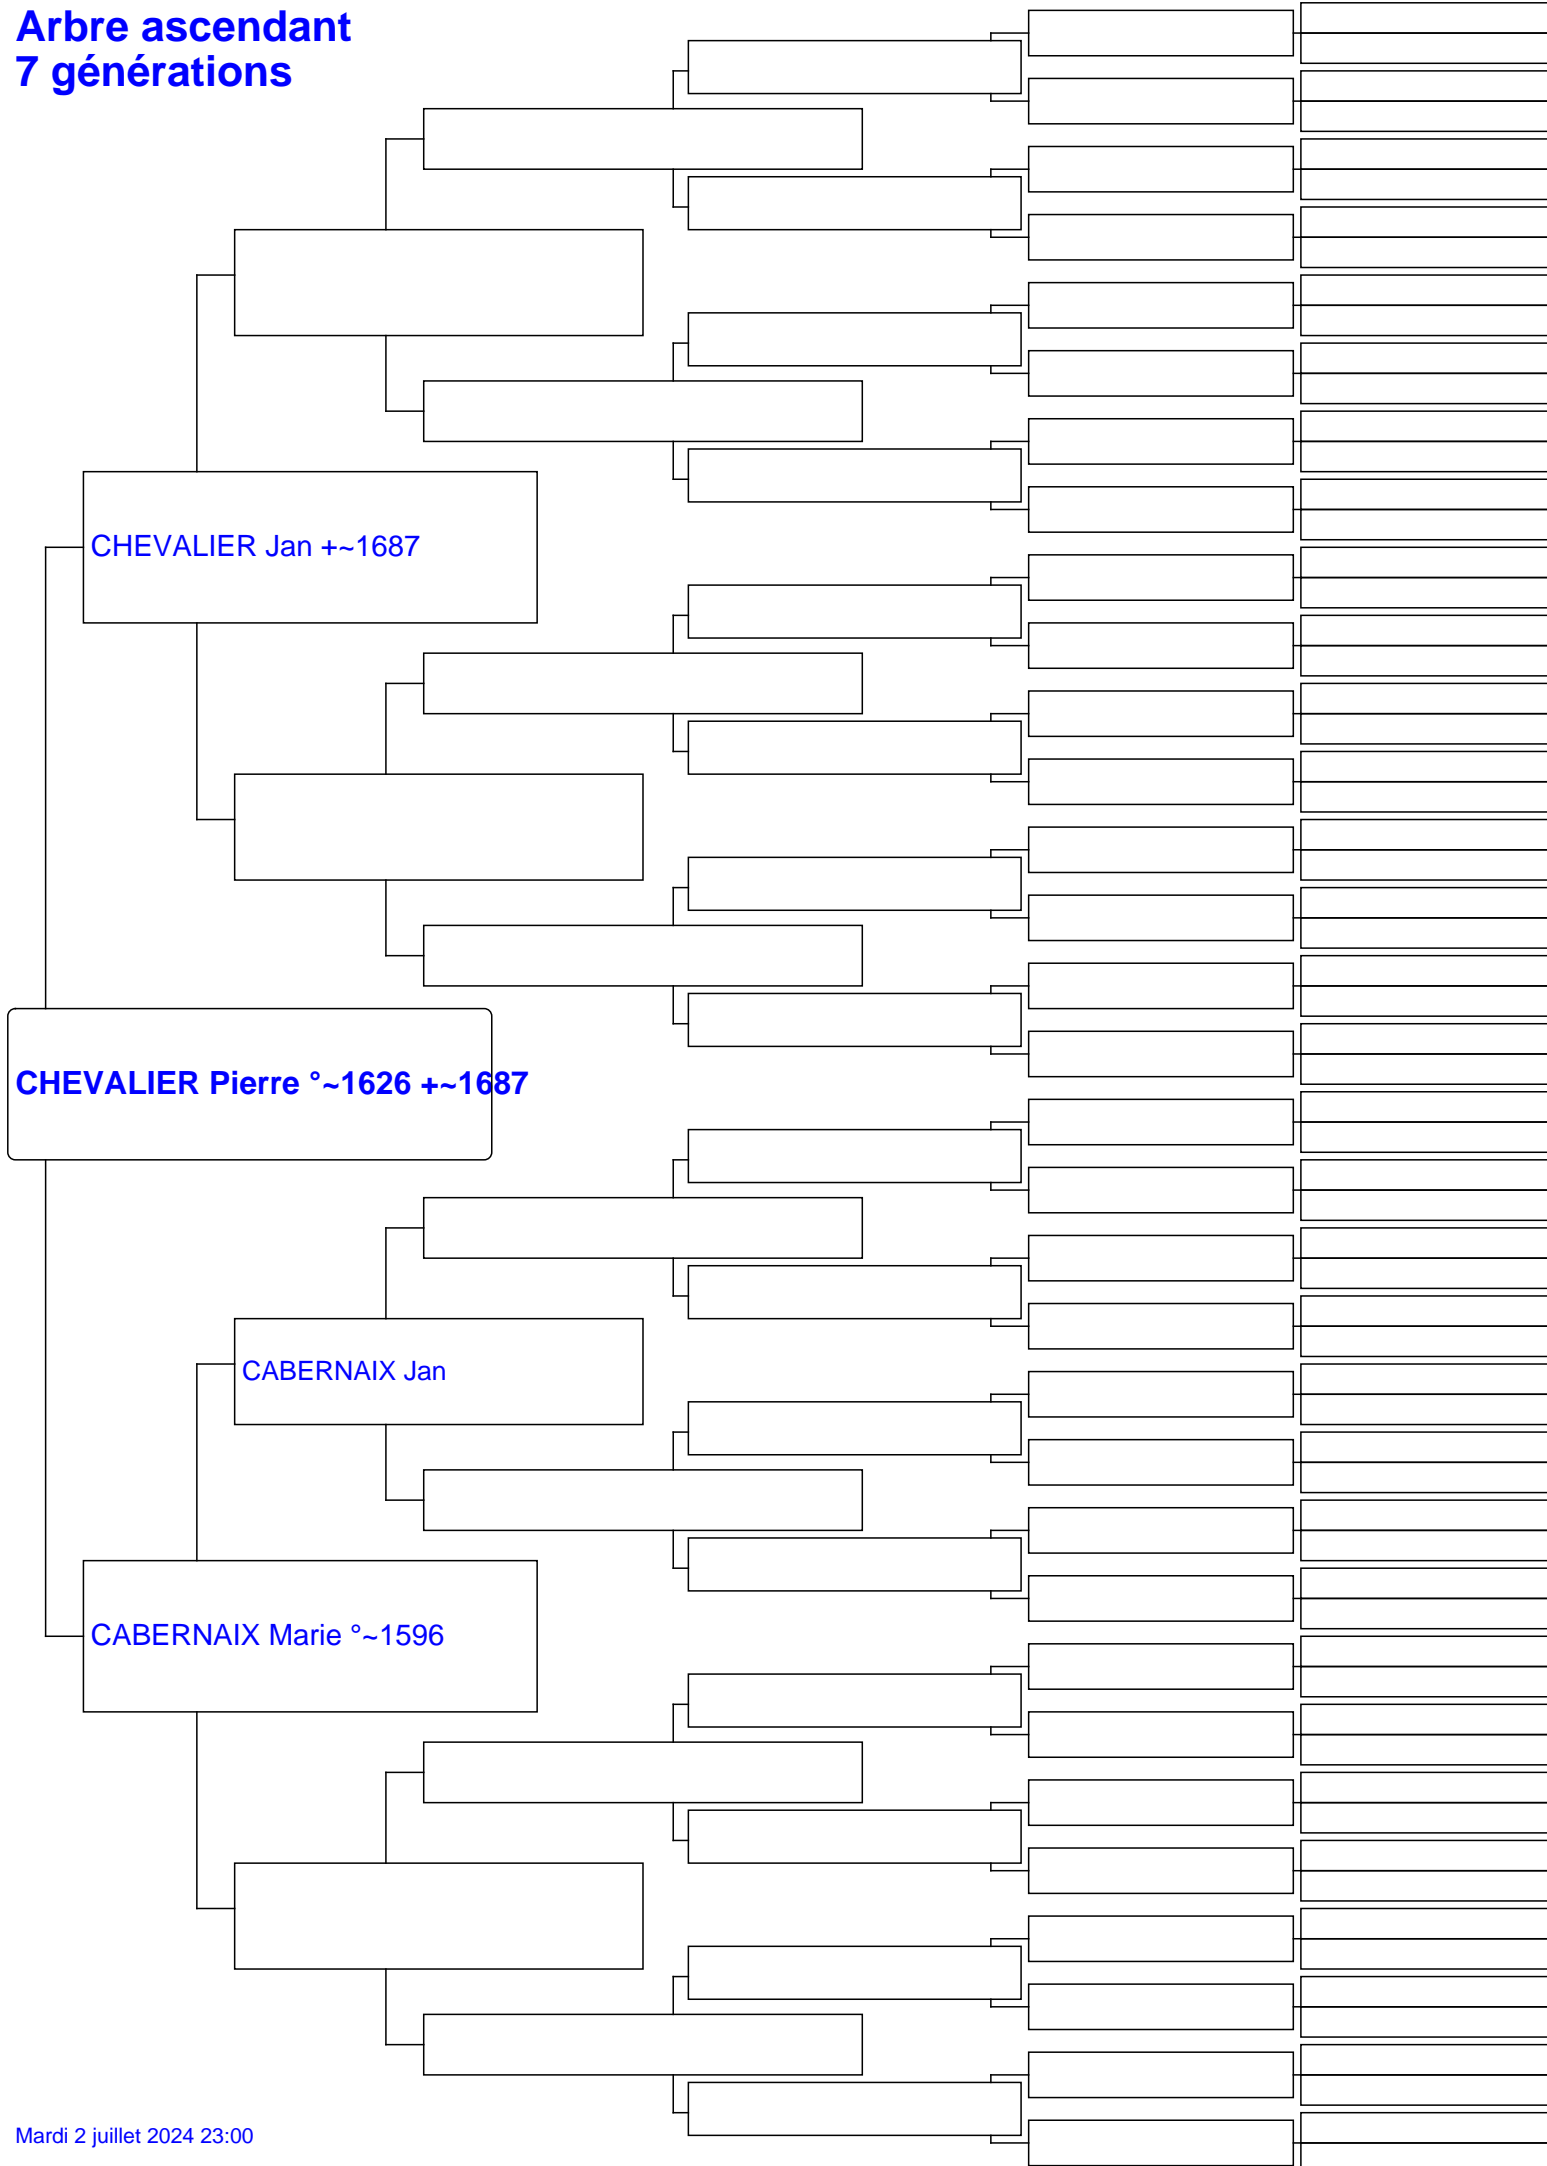 Arbre ascendant
7 générations
CHEVALIER Jan +~1687
CHEVALIER Pierre °~1626 +~1687
CABERNAIX Jan
CABERNAIX Marie °~1596
Mardi 2 juillet 2024 23:00